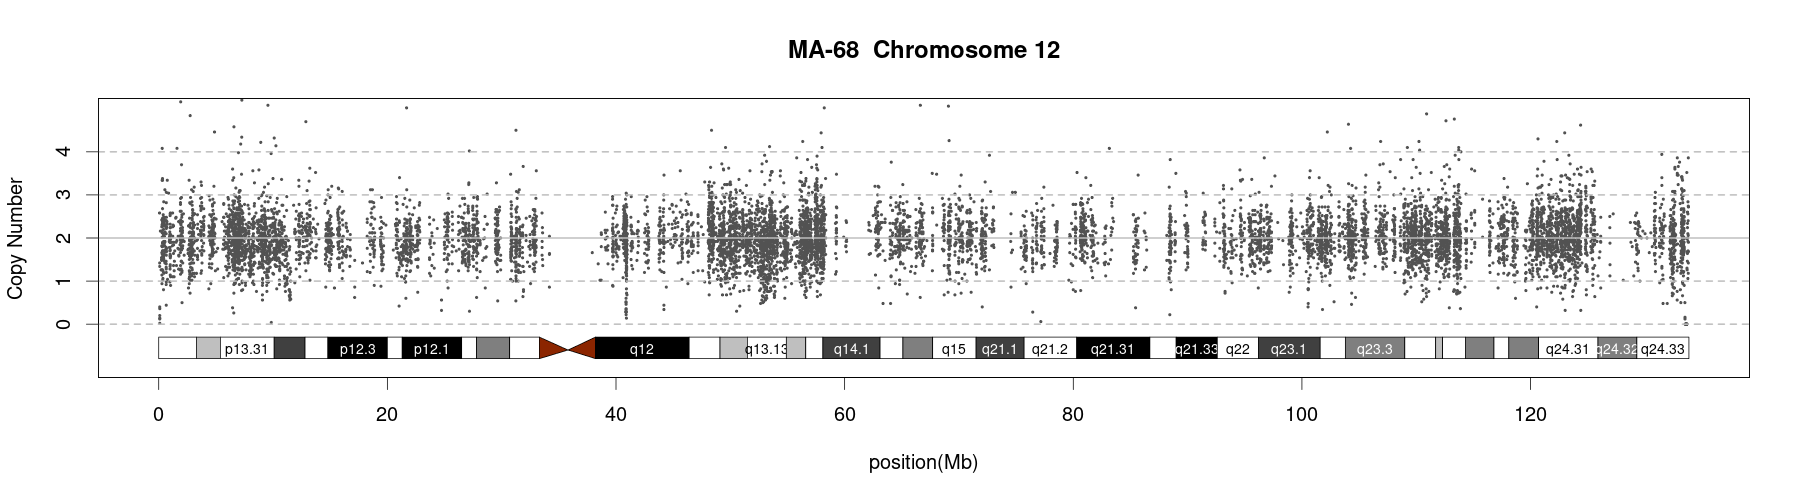 MA-68 Chromosome 12
Copy Number
4
3
2
1
0
p13.31 p12.3 p12.1 q12 q13.13 q14.1 q15 q21.1 q21.2 q21.31 q21.33 q22 q23.1 q23.3 q24.31 q24.32 q24.33
0 20 40 60 80 100 120
position(Mb)